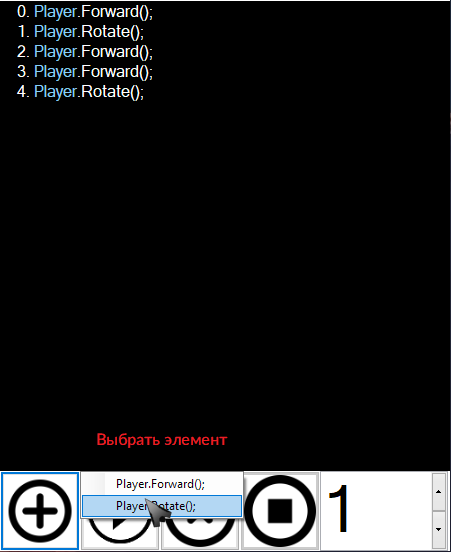 0. Player.Forward();
1. Player.Rotate();
2. Player.Forward();
3. Player.Forward();
4. Player.Rotate();
Выбрать элемент
Player.Forward();
Player.Rotate();
1